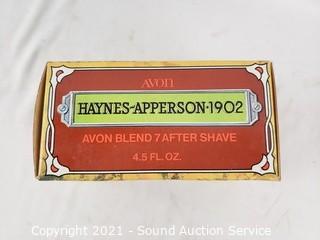 AVON
HAYNES-APPERSON·1902
AVON BLEND 7 AFTER SHAVE
4.5 FL. OZ.
Copyright 2021 - Sound Auction Service